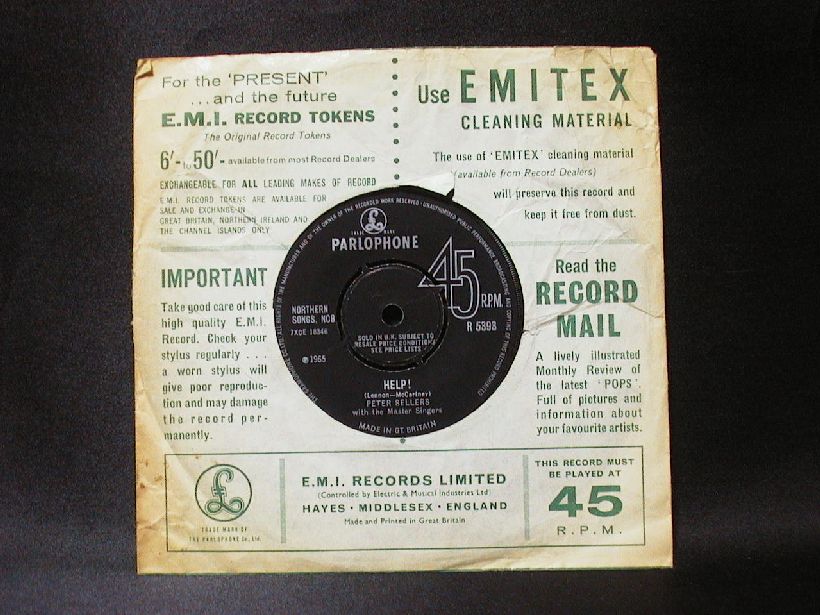 For the 'PRESENT'
...and the future
E.M.I. RECORD TOKENS
The Original Record Tokens
6'- to 50'- available from most Record Dealers
EXCHANGEABLE FOR ALL LEADING MAKES OF RECORD
E.M.I. RECORD TOKENS ARE AVAILABLE FOR
SALE AND EXCHANGE IN
GREAT BRITAIN, NORTHERN IRELAND AND
THE CHANNEL ISLANDS ONLY
Use EMITEX
CLEANING MATERIAL
The use of 'EMITEX' cleaning material
(available from Record Dealers)
will preserve this record and
keep it free from dust.
IMPORTANT
Take good care of this
high quality E.M.I.
Record. Check your
stylus regularly ...
a worn stylus will
give poor reproduc-
tion and may damage
the record per-
manently.
TRADE MARK
PARLOPHONE
45
R.P.M.
NORTHERN
SONGS, NCB
7XCE 18346
R 5393
SOLD IN U.K. SUBJECT TO
RESALE PRICE CONDITIONS
SEE PRICE LISTS
℗1965
HELP!
(Lennon—McCartney)
PETER SELLERS
with the Master Singers
MADE IN GT. BRITAIN
Read the
RECORD
MAIL
A lively illustrated
Monthly Review of
the latest 'POPS'.
Full of pictures and
information about
your favourite artists.
£
TRADE MARK OF
THE PARLOPHONE Co. Ltd.
E.M.I. RECORDS LIMITED
(Controlled by Electric & Musical Industries Ltd)
HAYES · MIDDLESEX · ENGLAND
Made and Printed in Great Britain
THIS RECORD MUST
BE PLAYED AT
45
R.P.M.